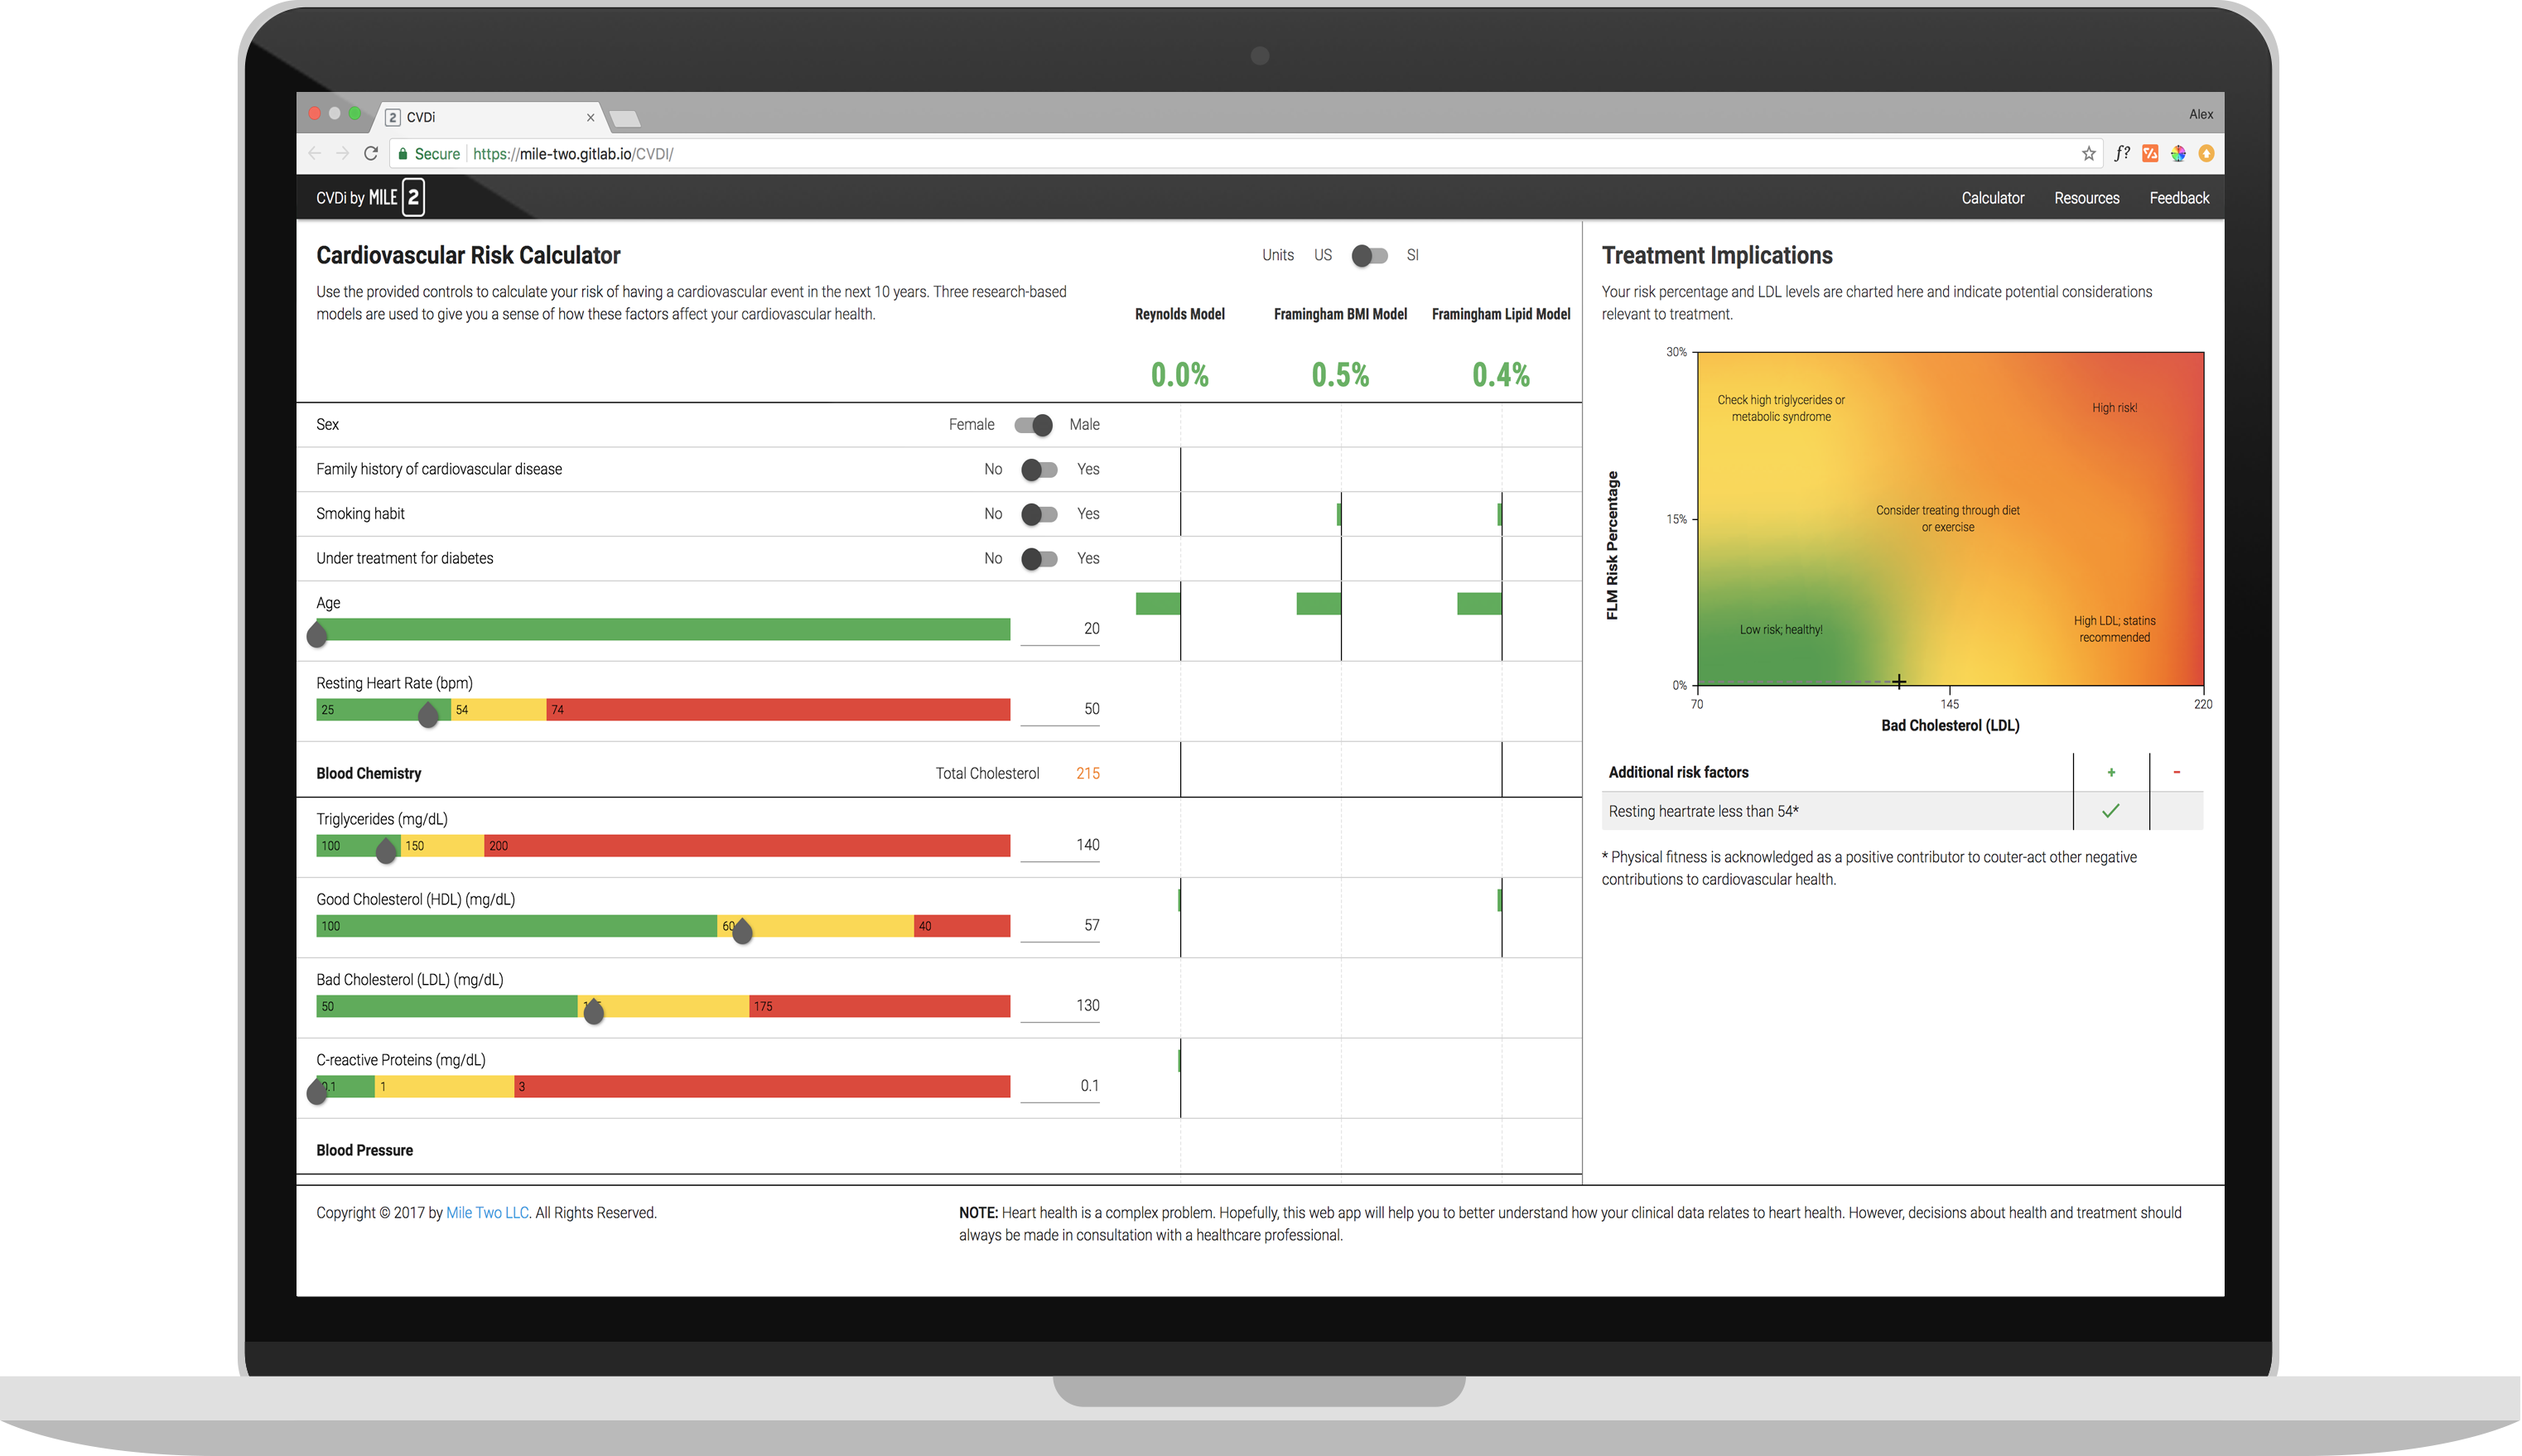 2 CVDi ×
Alex
Secure https://mile-two.gitlab.io/CVDI/
f?
CVDi by MILE 2
Calculator Resources Feedback
Cardiovascular Risk Calculator
Units US SI
Use the provided controls to calculate your risk of having a cardiovascular event in the next 10 years. Three research-based
models are used to give you a sense of how these factors affect your cardiovascular health.
Reynolds Model Framingham BMI Model Framingham Lipid Model
0.0% 0.5% 0.4%
Sex Female Male
Family history of cardiovascular disease No Yes
Smoking habit No Yes
Under treatment for diabetes No Yes
Age
20
Resting Heart Rate (bpm)
25 54 74 50
Blood Chemistry Total Cholesterol 215
Triglycerides (mg/dL)
100 150 200 140
Good Cholesterol (HDL) (mg/dL)
100 60 40 57
Bad Cholesterol (LDL) (mg/dL)
50 175 130
C-reactive Proteins (mg/dL)
0.1 1 3 0.1
Blood Pressure
Treatment Implications
Your risk percentage and LDL levels are charted here and indicate potential considerations
relevant to treatment.
FLM Risk Percentage
30%
15%
0%
Check high triglycerides or
metabolic syndrome
High risk!
Consider treating through diet
or exercise
Low risk; healthy!
High LDL; statins
recommended
70 145 220
Bad Cholesterol (LDL)
Additional risk factors + -
Resting heartrate less than 54*
* Physical fitness is acknowledged as a positive contributor to couter-act other negative
contributions to cardiovascular health.
Copyright © 2017 by Mile Two LLC. All Rights Reserved.
NOTE: Heart health is a complex problem. Hopefully, this web app will help you to better understand how your clinical data relates to heart health. However, decisions about health and treatment should
always be made in consultation with a healthcare professional.